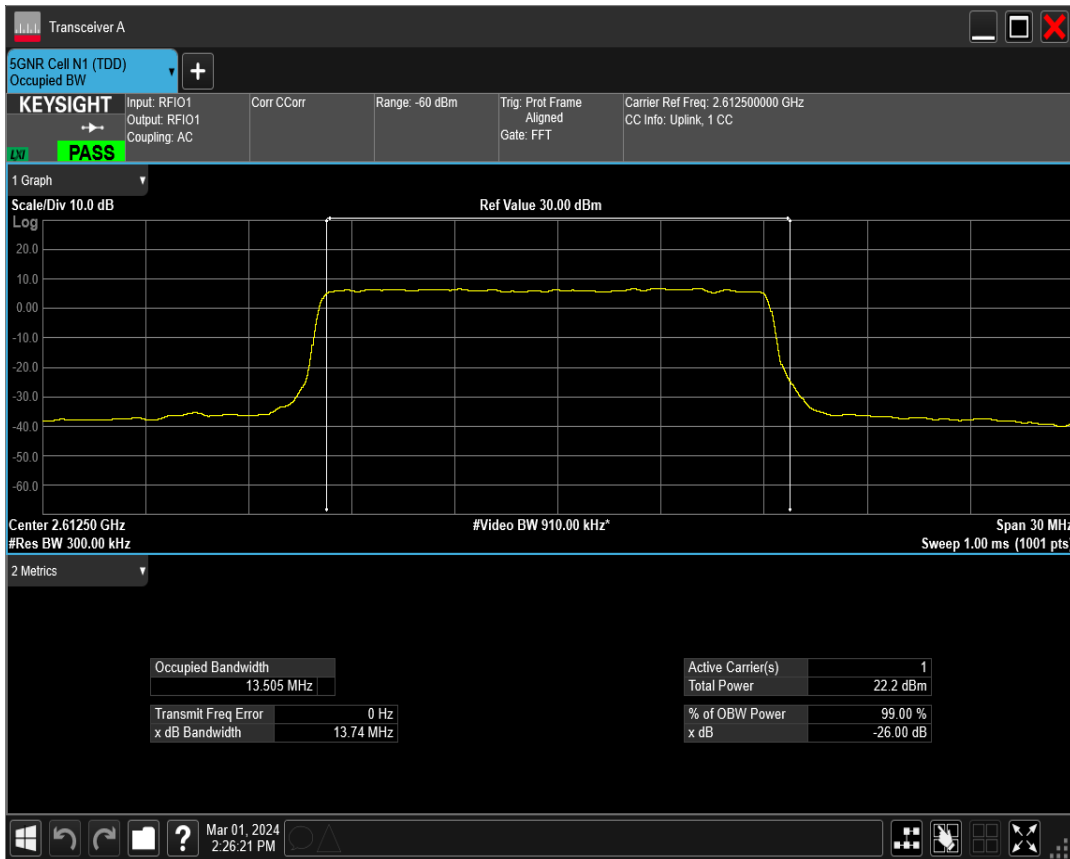 Transceiver A
5GNR Cell N1 (TDD)
Occupied BW
+
KEYSIGHT
LXI
PASS
Input: RFIO1
Output: RFIO1
Coupling: AC
Corr CCorr
Range: -60 dBm
Trig: Prot Frame
Aligned
Gate: FFT
Carrier Ref Freq: 2.612500000 GHz
CC Info: Uplink, 1 CC
1 Graph
Scale/Div 10.0 dB
Ref Value 30.00 dBm
Log
20.0
10.0
0.00
-10.0
-20.0
-30.0
-40.0
-50.0
-60.0
Center 2.61250 GHz
#Video BW 910.00 kHz*
Span 30 MHz
#Res BW 300.00 kHz
Sweep 1.00 ms (1001 pts)
2 Metrics
Occupied Bandwidth
13.505 MHz
Transmit Freq Error 0 Hz
x dB Bandwidth 13.74 MHz
Active Carrier(s) 1
Total Power 22.2 dBm
% of OBW Power 99.00 %
x dB -26.00 dB
?
Mar 01, 2024
2:26:21 PM